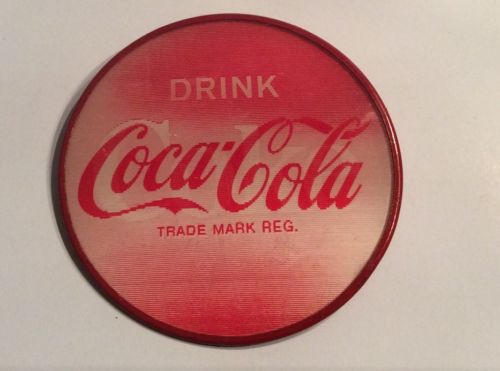 DRINK
Coca-Cola
TRADE MARK REG.